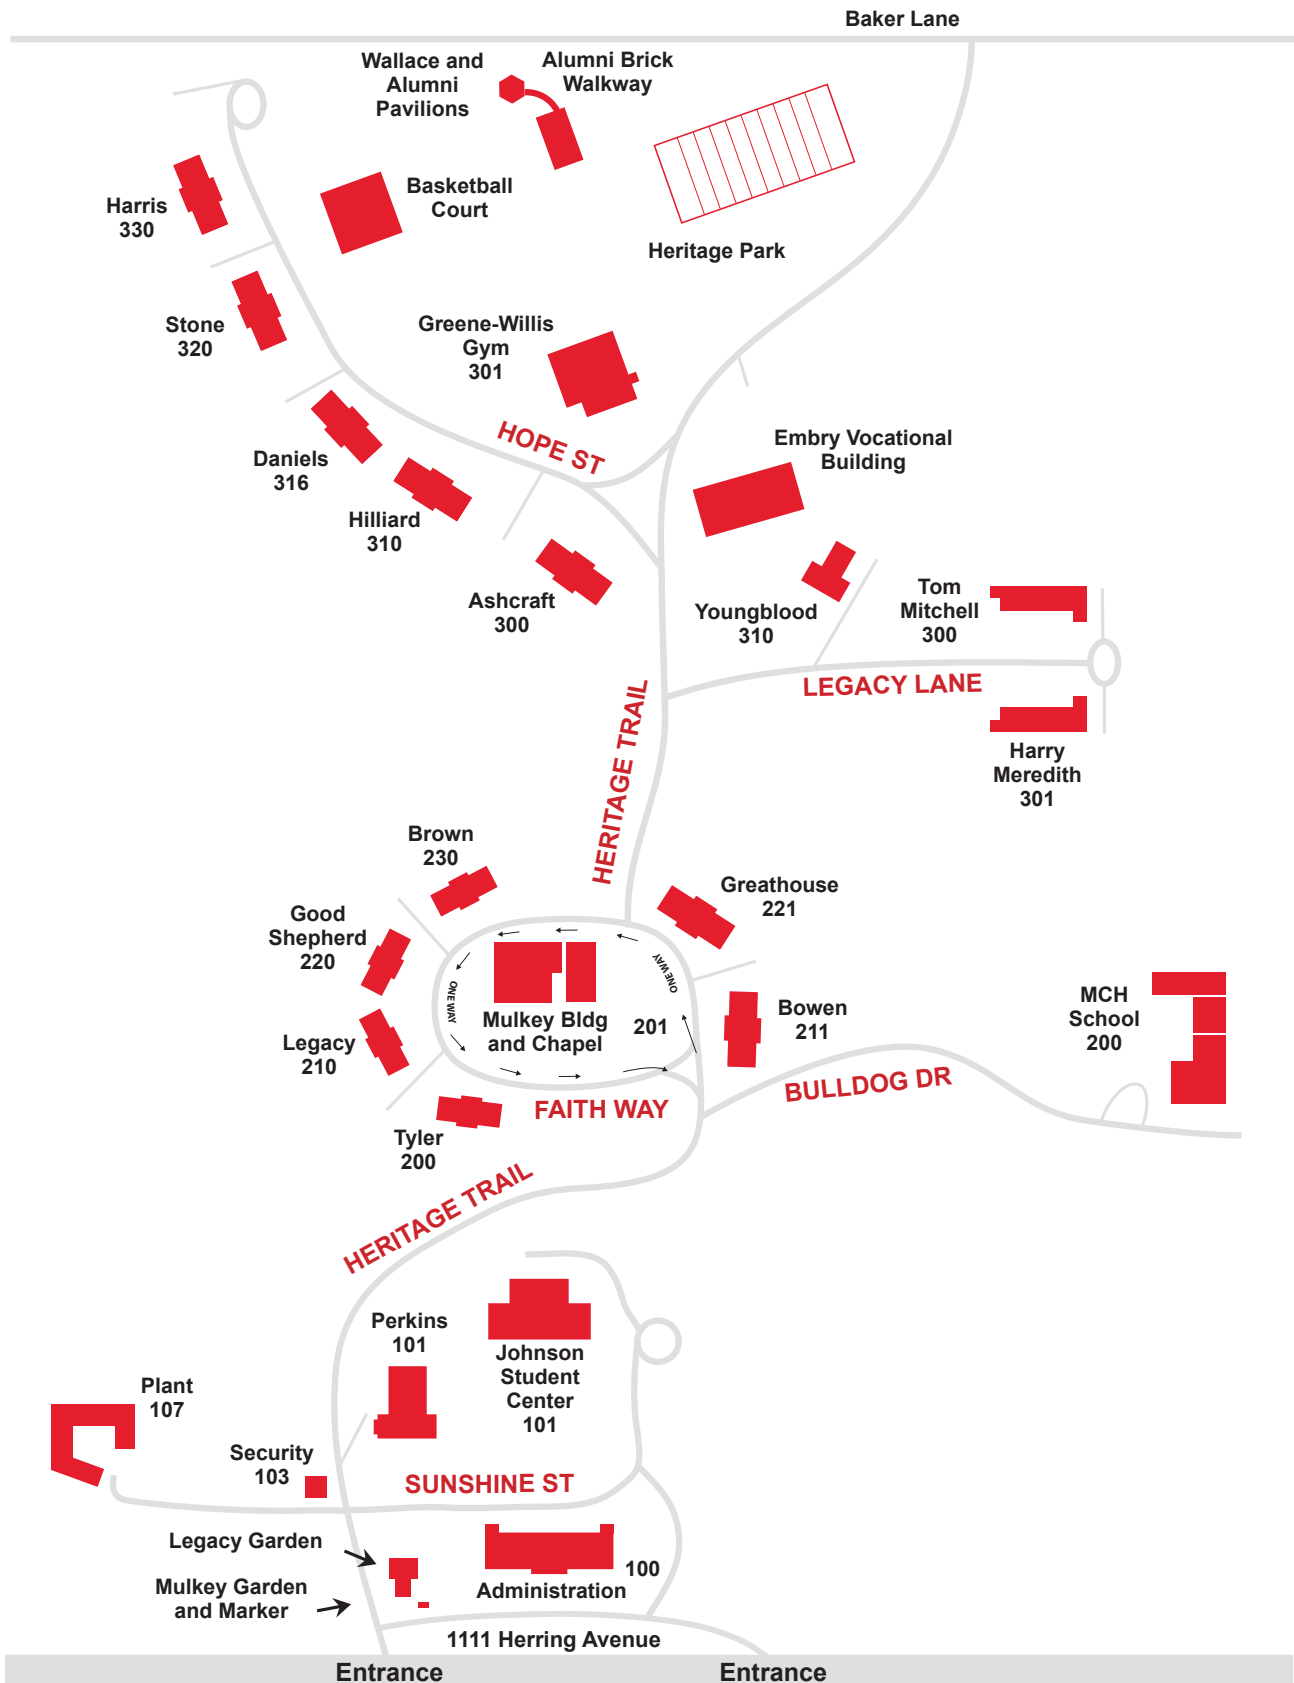 Baker Lane
Wallace and
Alumni
Pavilions
Alumni Brick
Walkway
Basketball
Court
Harris
330
Heritage Park
Stone
320
Greene-Willis
Gym
301
HOPE ST
Daniels
316
Embry Vocational
Building
Hilliard
310
Ashcraft
300
Youngblood
310
Tom
Mitchell
300
LEGACY LANE
HERITAGE TRAIL
Harry
Meredith
301
Brown
230
Greathouse
221
Good
Shepherd
220
ONE WAY
ONE WAY
Mulkey Bldg
and Chapel
201
Bowen
211
MCH
School
200
Legacy
210
BULLDOG DR
FAITH WAY
Tyler
200
HERITAGE TRAIL
Perkins
101
Johnson
Student
Center
101
Plant
107
Security
103
SUNSHINE ST
Legacy Garden
100
Administration
Mulkey Garden
and Marker
1111 Herring Avenue
Entrance
Entrance